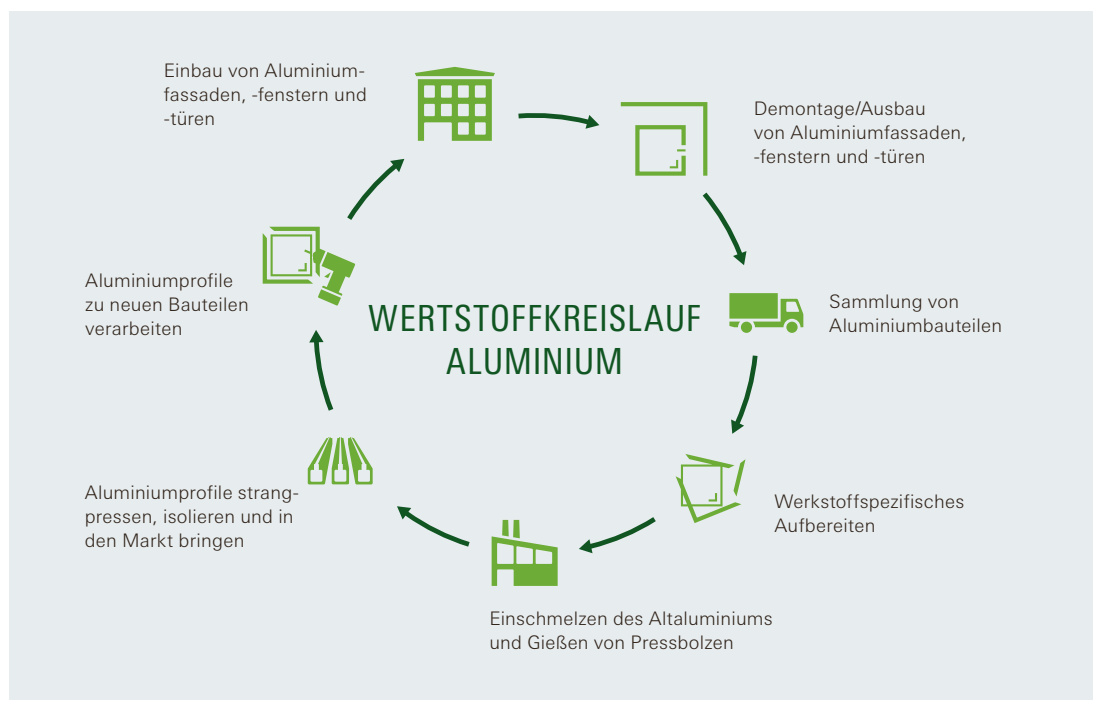 Einbau von Aluminium-
fassaden, -fenstern und
-türen
Demontage/Ausbau
von Aluminiumfassaden,
-fenstern und -türen
Sammlung von
Aluminiumbauteilen
Werkstoffspezifisches
Aufbereiten
Einschmelzen des Altaluminiums
und Gießen von Pressbolzen
Aluminiumprofile strang-
pressen, isolieren und in
den Markt bringen
Aluminiumprofile
zu neuen Bauteilen
verarbeiten
WERTSTOFFKREISLAUF
ALUMINIUM